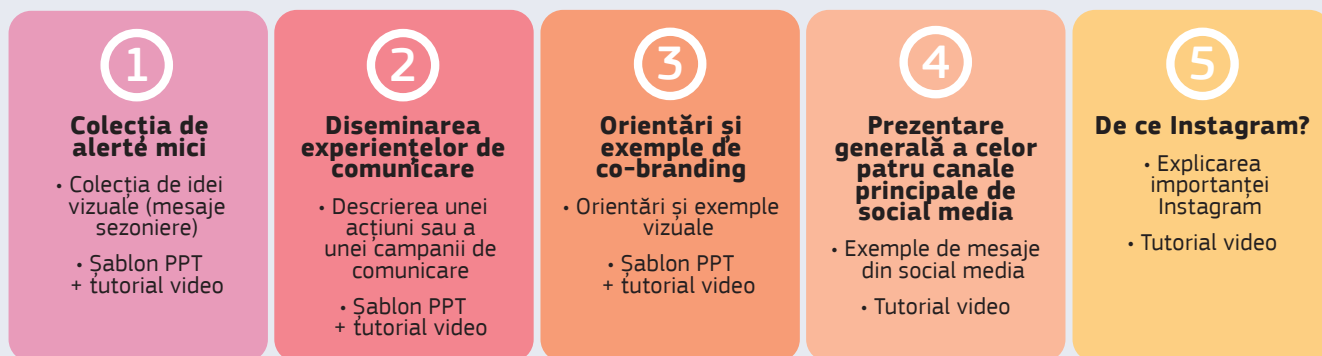 1
Colecția de
alerte mici
• Colecția de idei
vizuale (mesaje
sezoniere)
• Șablon PPT
+ tutorial video
2
Diseminarea
experiențelor de
comunicare
• Descrierea unei
acțiuni sau a
unei campanii de
comunicare
• Șablon PPT
+ tutorial video
3
Orientări și
exemple de
co-branding
• Orientări și exemple
vizuale
• Șablon PPT
+ tutorial video
4
Prezentare
generală a celor
patru canale
principale de
social media
• Exemple de mesaje
din social media
• Tutorial video
5
De ce Instagram?
• Explicarea
importanței
Instagram
• Tutorial video